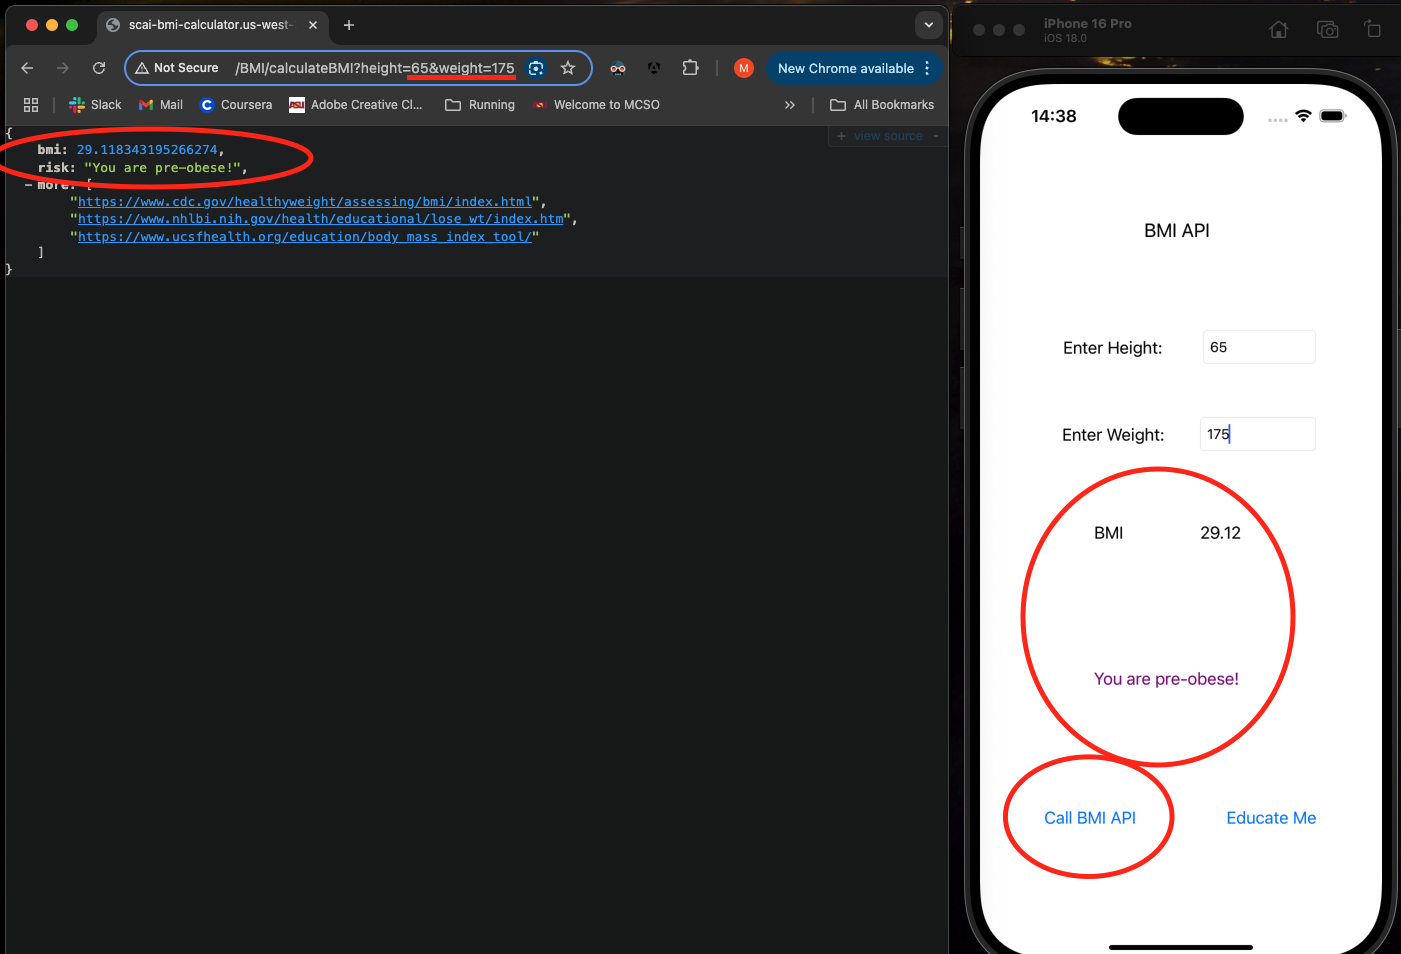 scai-bmi-calculator.us-west-
Not Secure /BMI/calculateBMI?height=65&weight=175
M
New Chrome available
Slack
Mail
Coursera
ASU Adobe Creative Cl...
Running
Welcome to MCSO
»
All Bookmarks
{
+ view source -
bmi: 29.118343195266274,
risk: "You are pre-obese!",
− more: [
"https://www.cdc.gov/healthyweight/assessing/bmi/index.html",
"https://www.nhlbi.nih.gov/health/educational/lose_wt/index.htm",
"https://www.ucsfhealth.org/education/body_mass_index_tool/"
]
}
iPhone 16 Pro
iOS 18.0
14:38
BMI API
Enter Height: 65
Enter Weight: 175
BMI 29.12
You are pre-obese!
Call BMI API
Educate Me